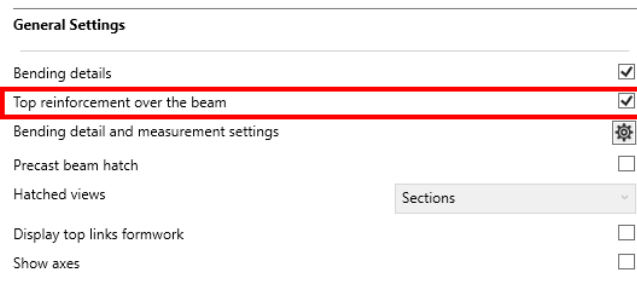 General Settings
Bending details
Top reinforcement over the beam
Bending detail and measurement settings
Precast beam hatch
Hatched views
Sections
Display top links formwork
Show axes